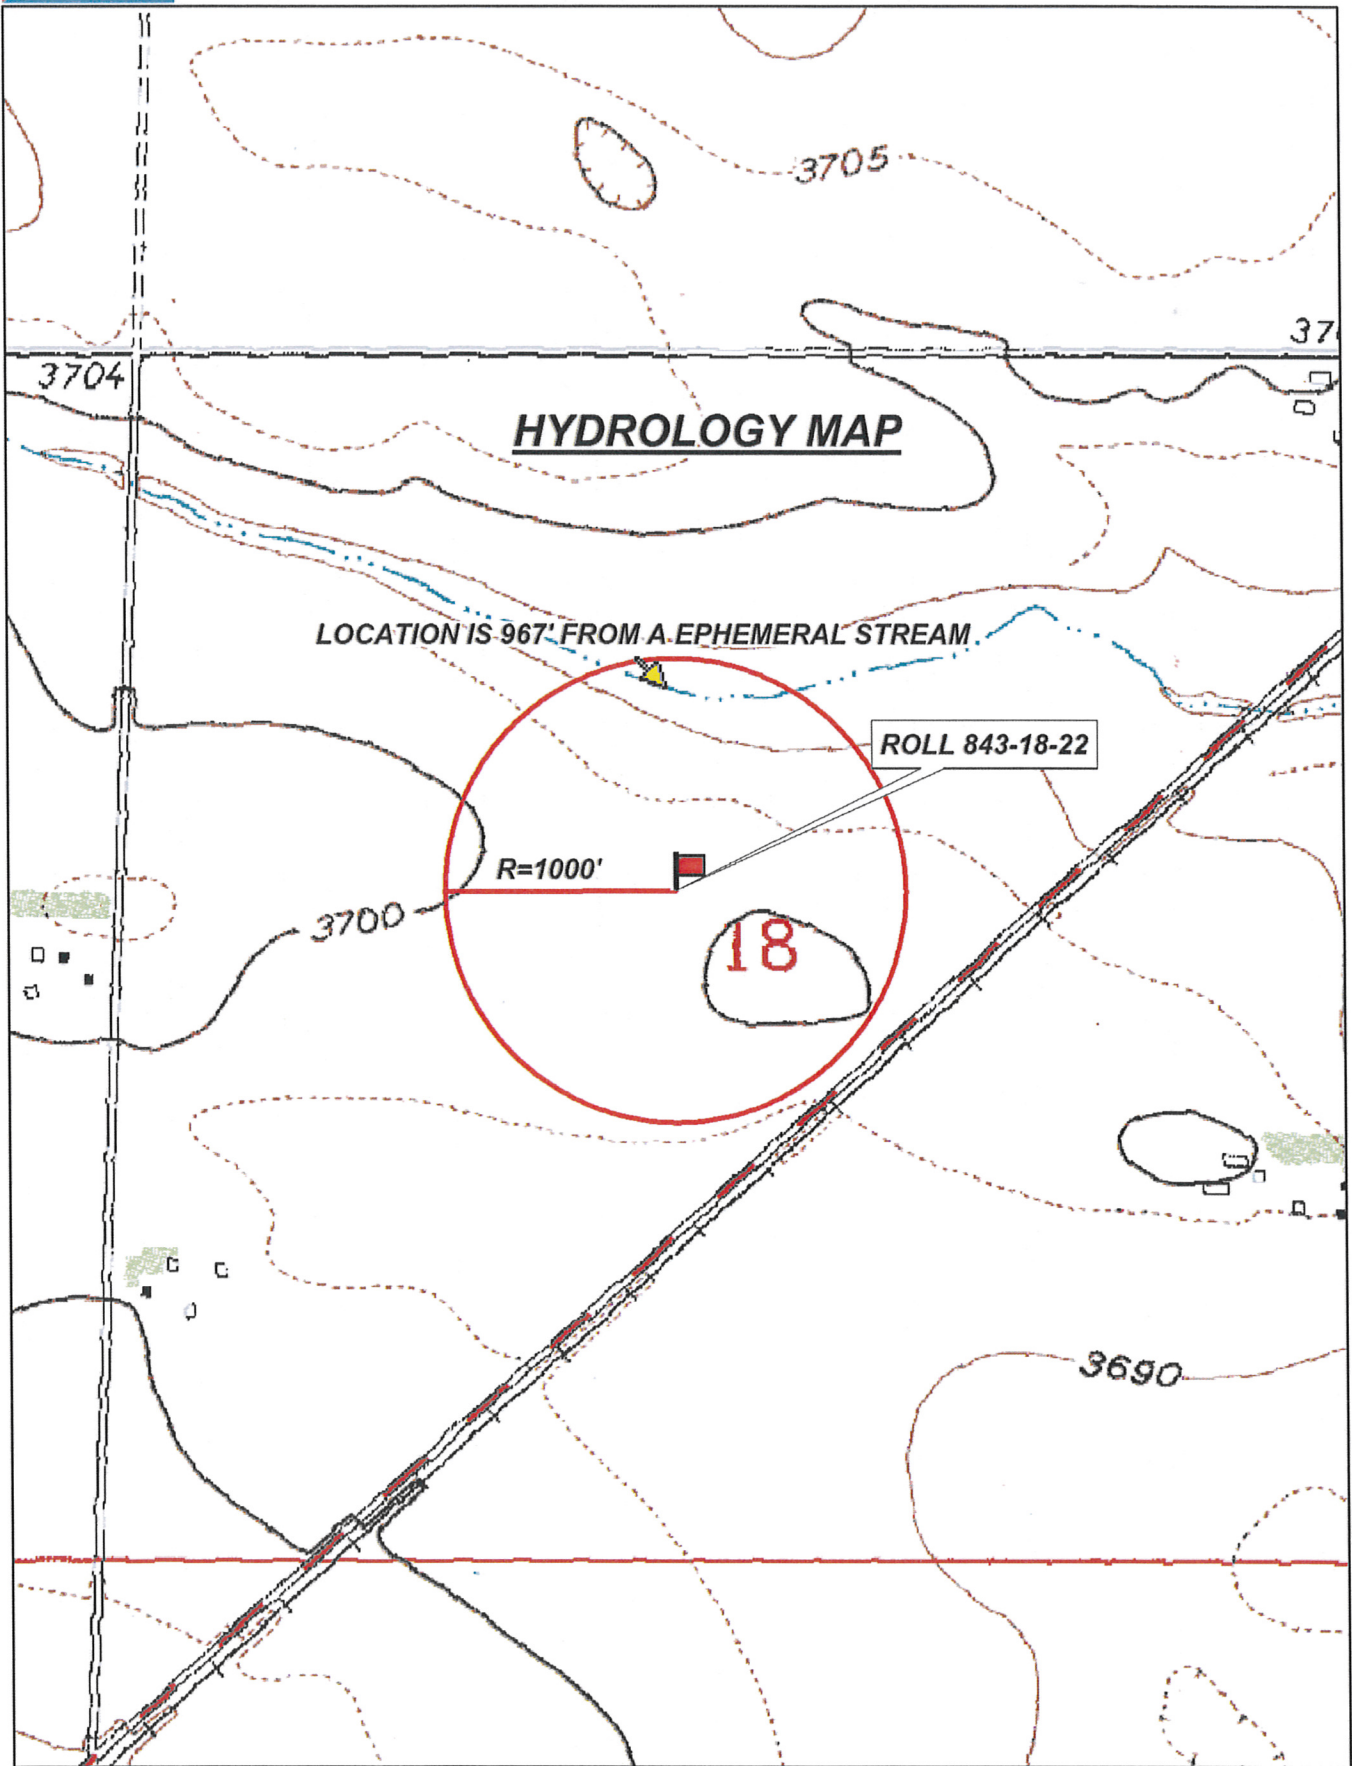 3705
37
3704
HYDROLOGY MAP
LOCATION IS 967' FROM A EPHEMERAL STREAM
ROLL 843-18-22
R=1000'
3700
18
3690